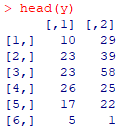 > head(y)
[,1] [,2]
[1,] 10 29
[2,] 23 39
[3,] 23 58
[4,] 26 25
[5,] 17 22
[6,] 5 1